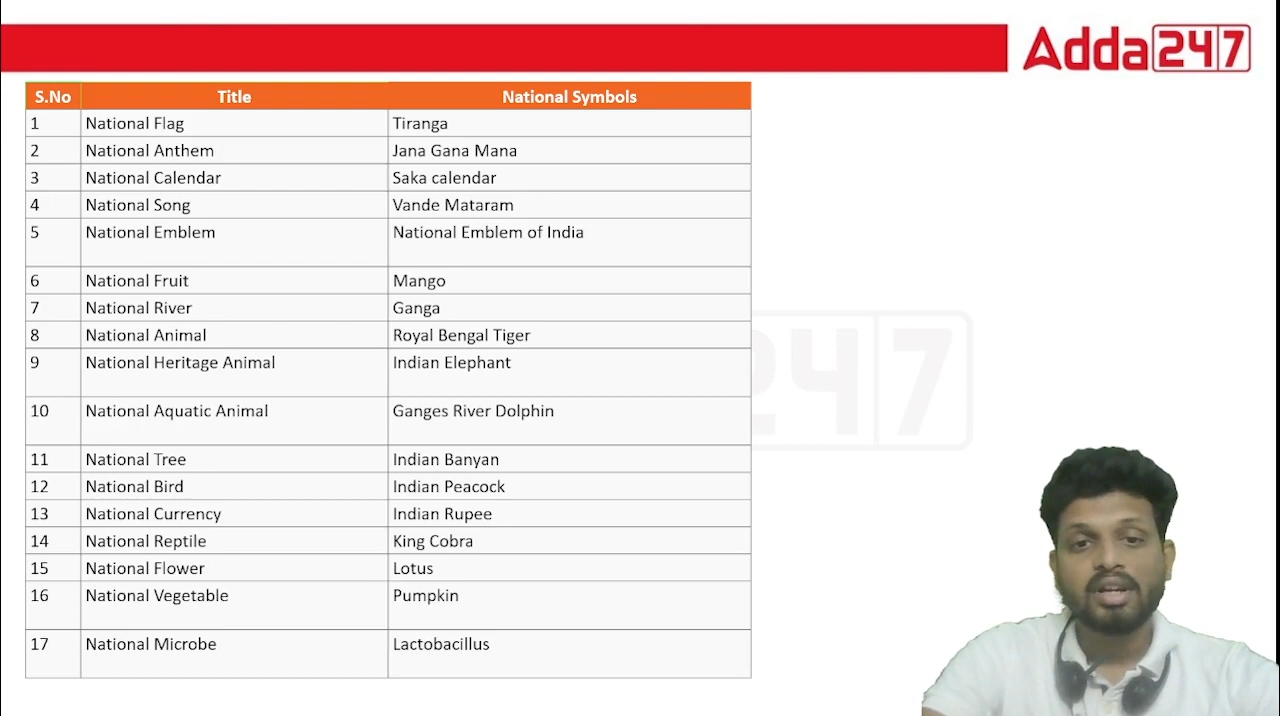 Adda247
S.No Title National Symbols
1 National Flag Tiranga
2 National Anthem Jana Gana Mana
3 National Calendar Saka calendar
4 National Song Vande Mataram
5 National Emblem National Emblem of India
6 National Fruit Mango
7 National River Ganga
8 National Animal Royal Bengal Tiger
9 National Heritage Animal Indian Elephant
10 National Aquatic Animal Ganges River Dolphin
11 National Tree Indian Banyan
12 National Bird Indian Peacock
13 National Currency Indian Rupee
14 National Reptile King Cobra
15 National Flower Lotus
16 National Vegetable Pumpkin
17 National Microbe Lactobacillus
247